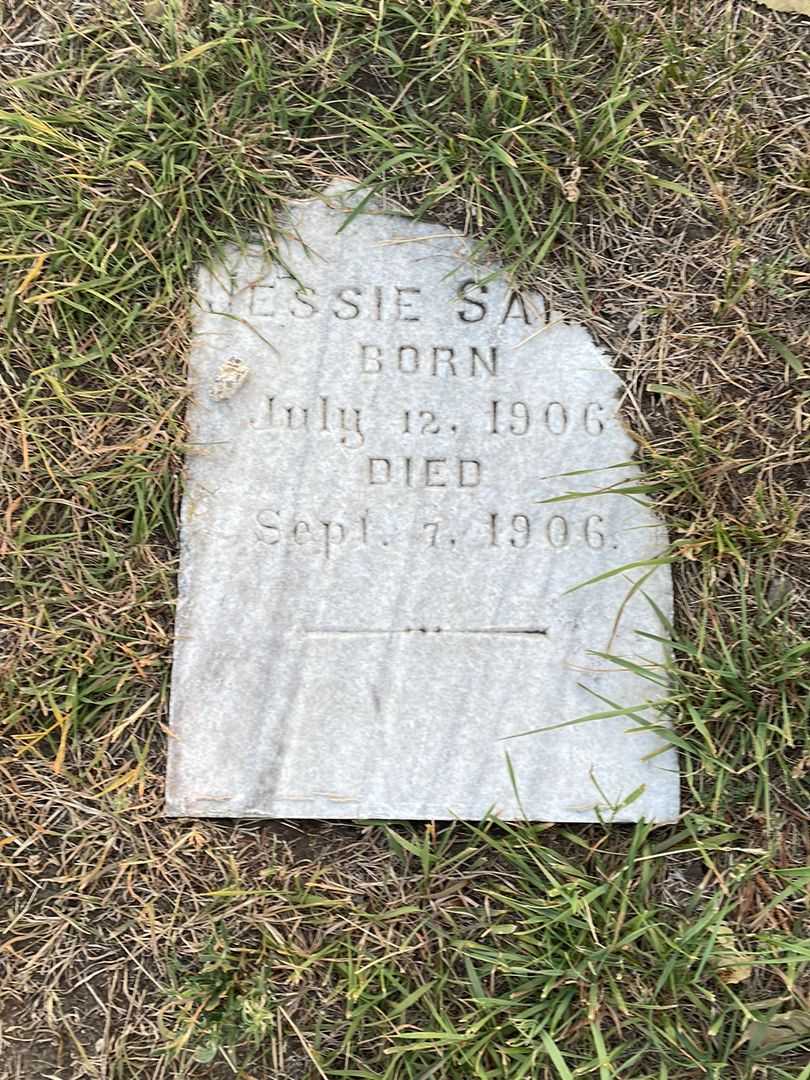 JESSIE
BORN
July 12, 1906
DIED
Sept. 7, 1906.